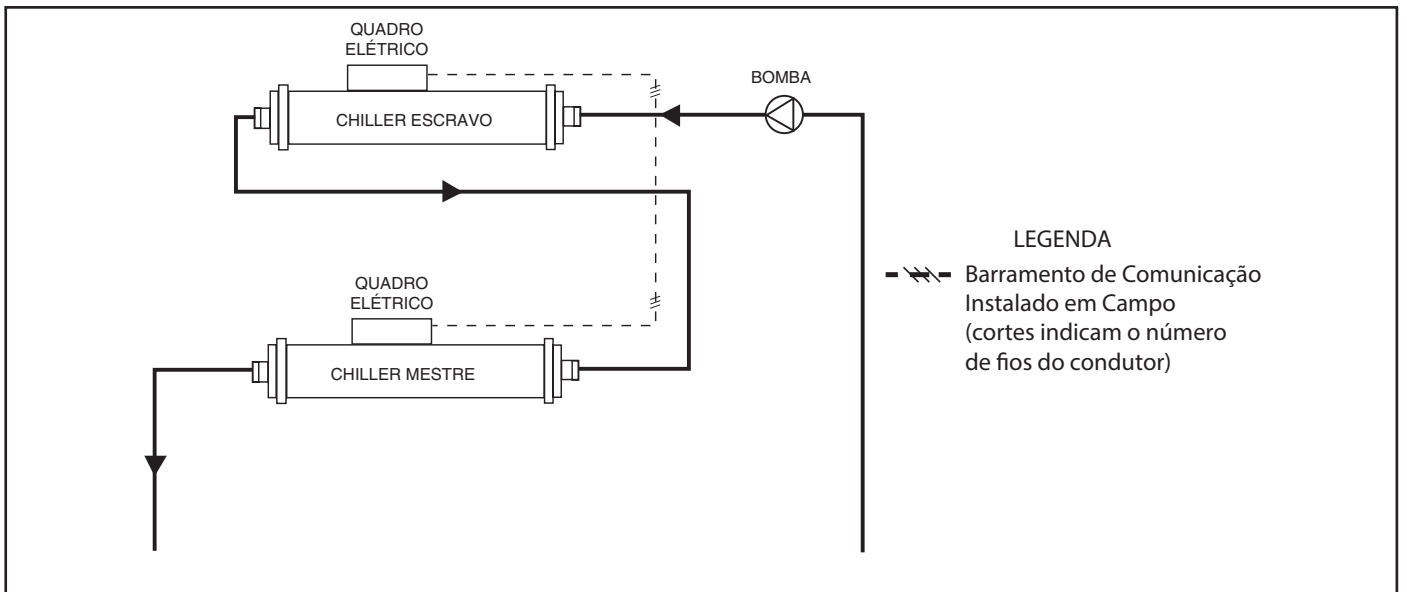 QUADRO
ELÉTRICO
BOMBA
CHILLER ESCRAVO
LEGENDA
Barramento de Comunicação
Instalado em Campo
(cortes indicam o número
de fios do condutor)
QUADRO
ELÉTRICO
CHILLER MESTRE